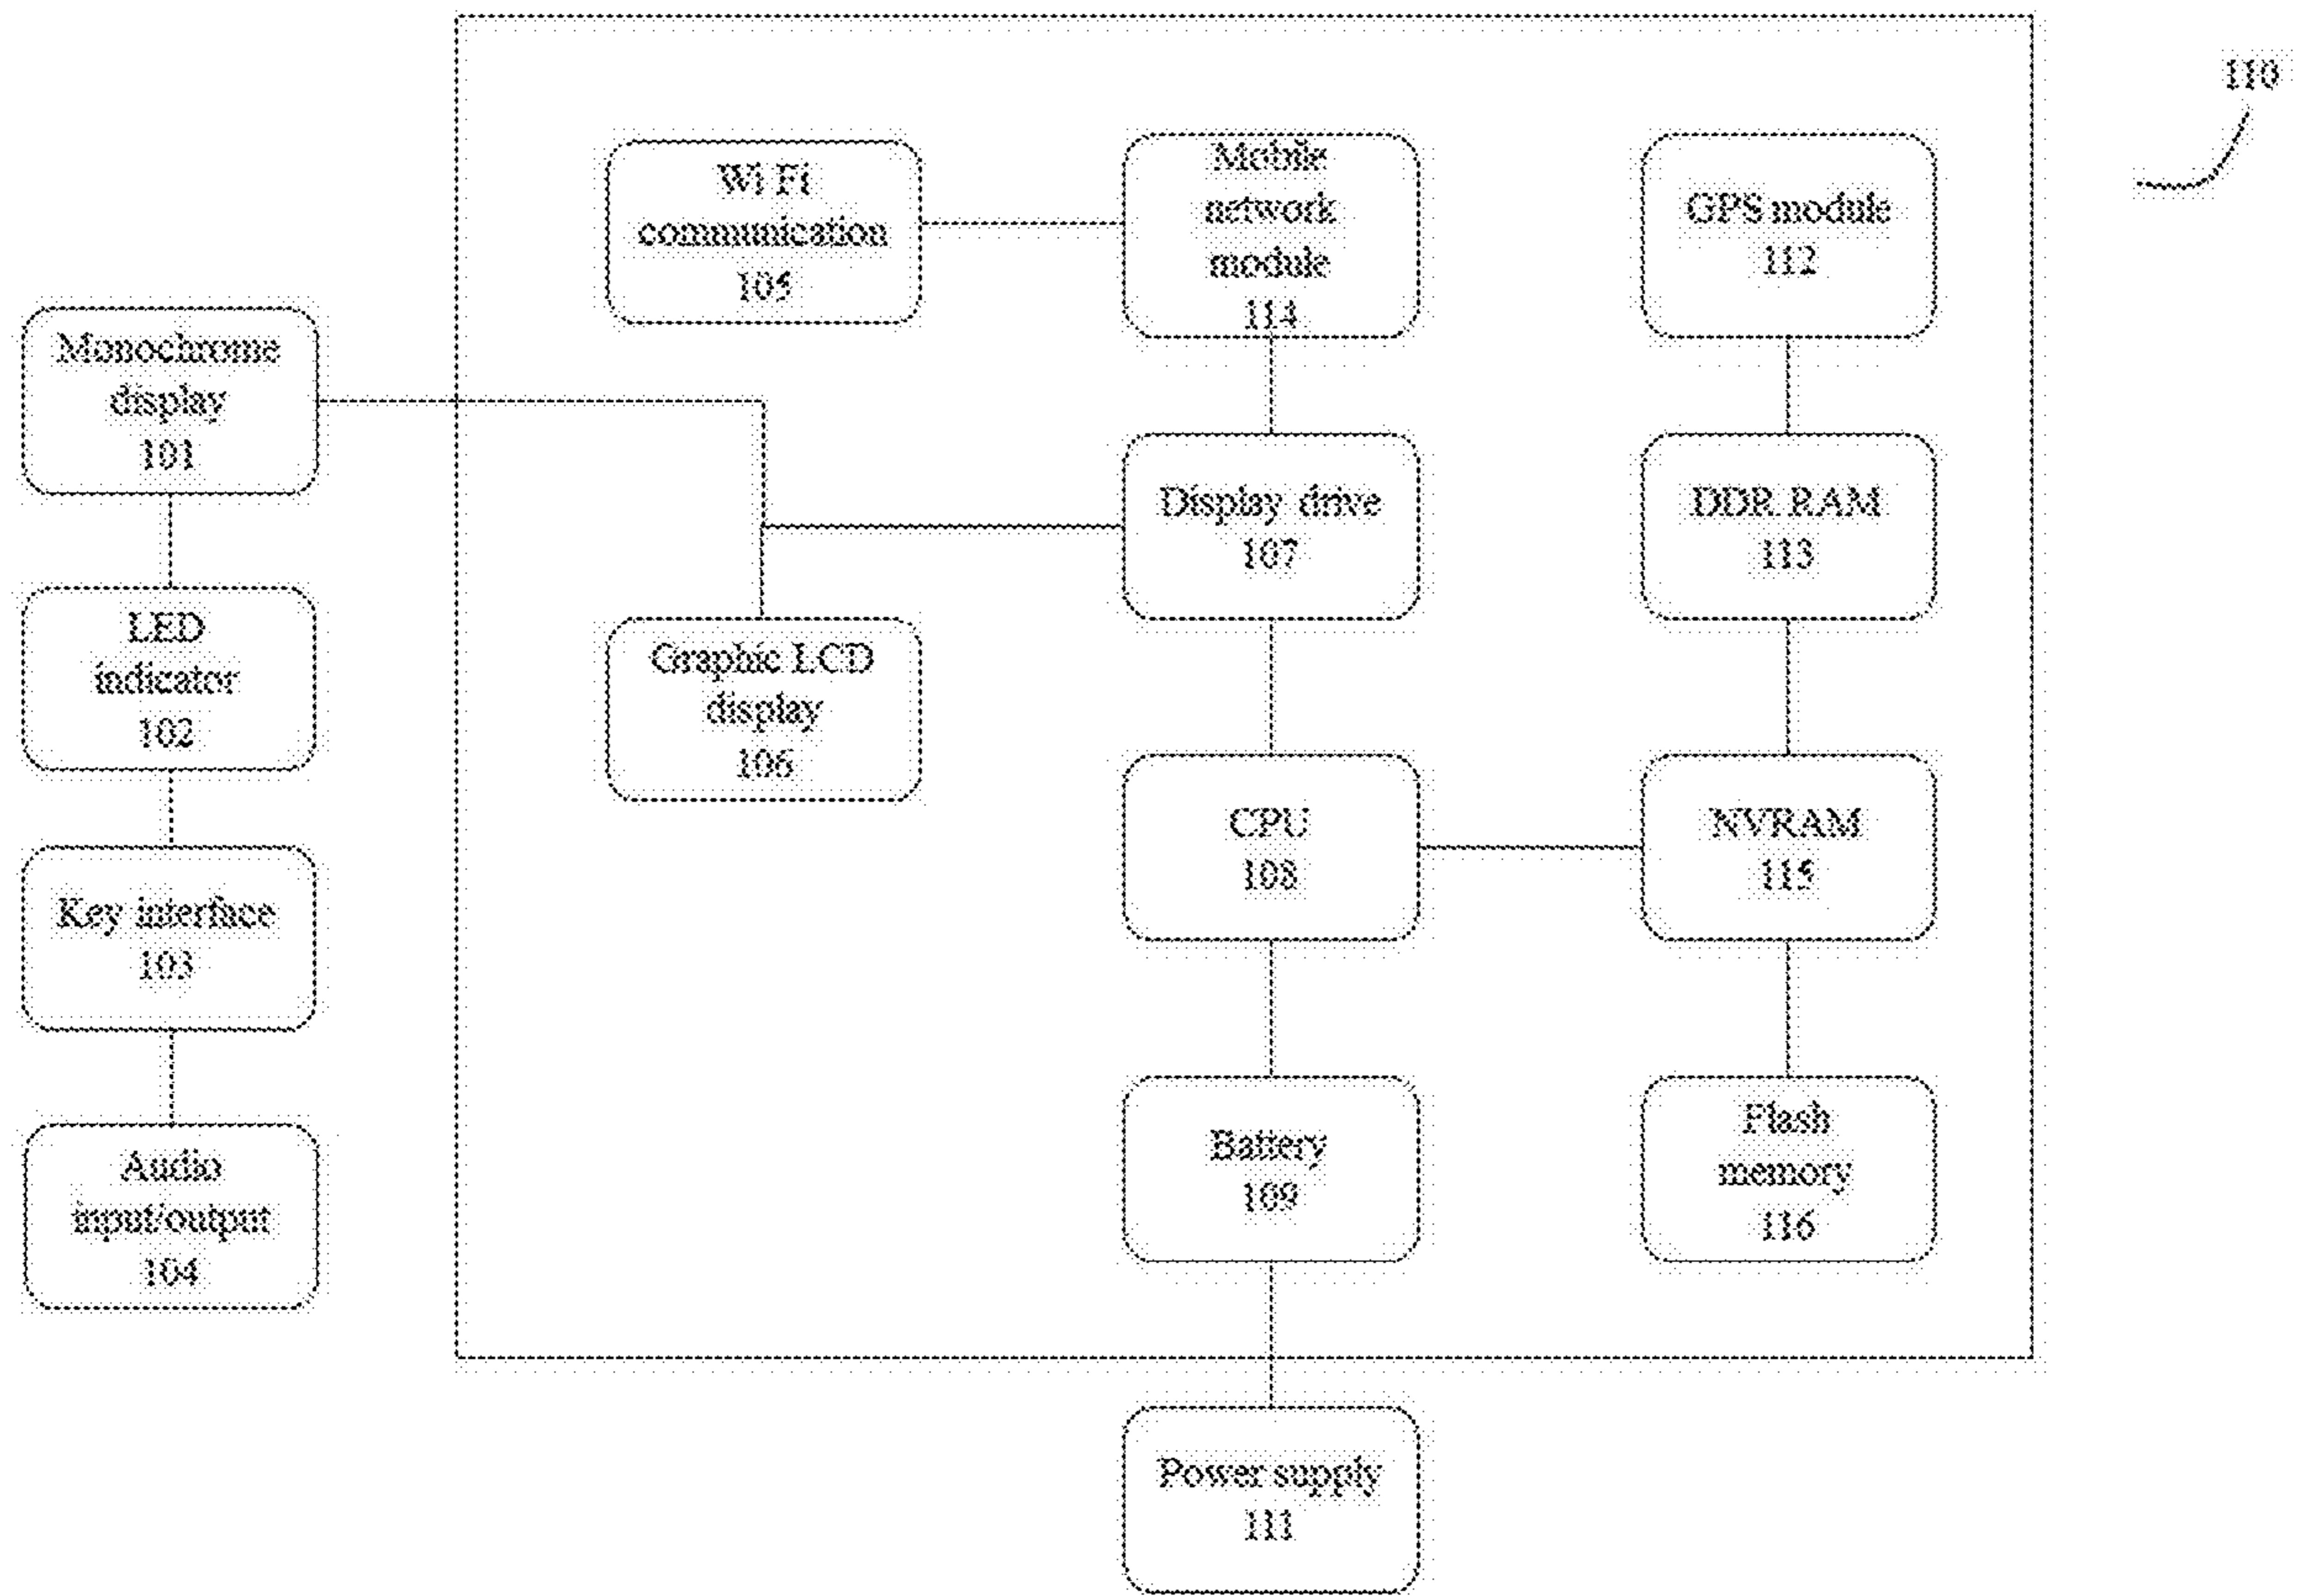 110
Wi Fi
communication
105
Mobile
network
module
114
GPS module
112
Monochrome
display
101
Display drive
107
DDR RAM
113
LED
indicator
102
Graphic LCD
display
106
CPU
108
NVRAM
115
Key interface
103
Audio
input/output
104
Battery
109
Flash
memory
116
Power supply
111